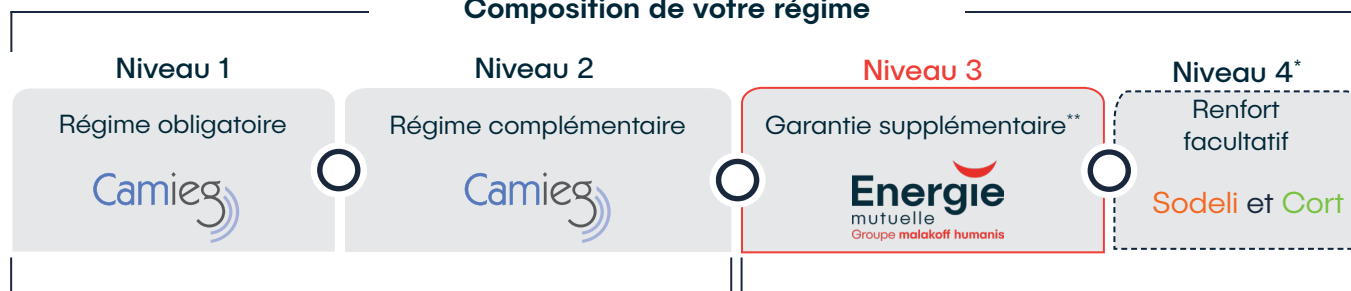 Composition de votre régime
Niveau 1
Niveau 2
Niveau 3
Niveau 4*
Régime obligatoire
Camieg
Régime complémentaire
Camieg
Garantie supplémentaire**
Energie
mutuelle
Groupe malakoff humanis
Renfort
facultatif
Sodeli et Cort